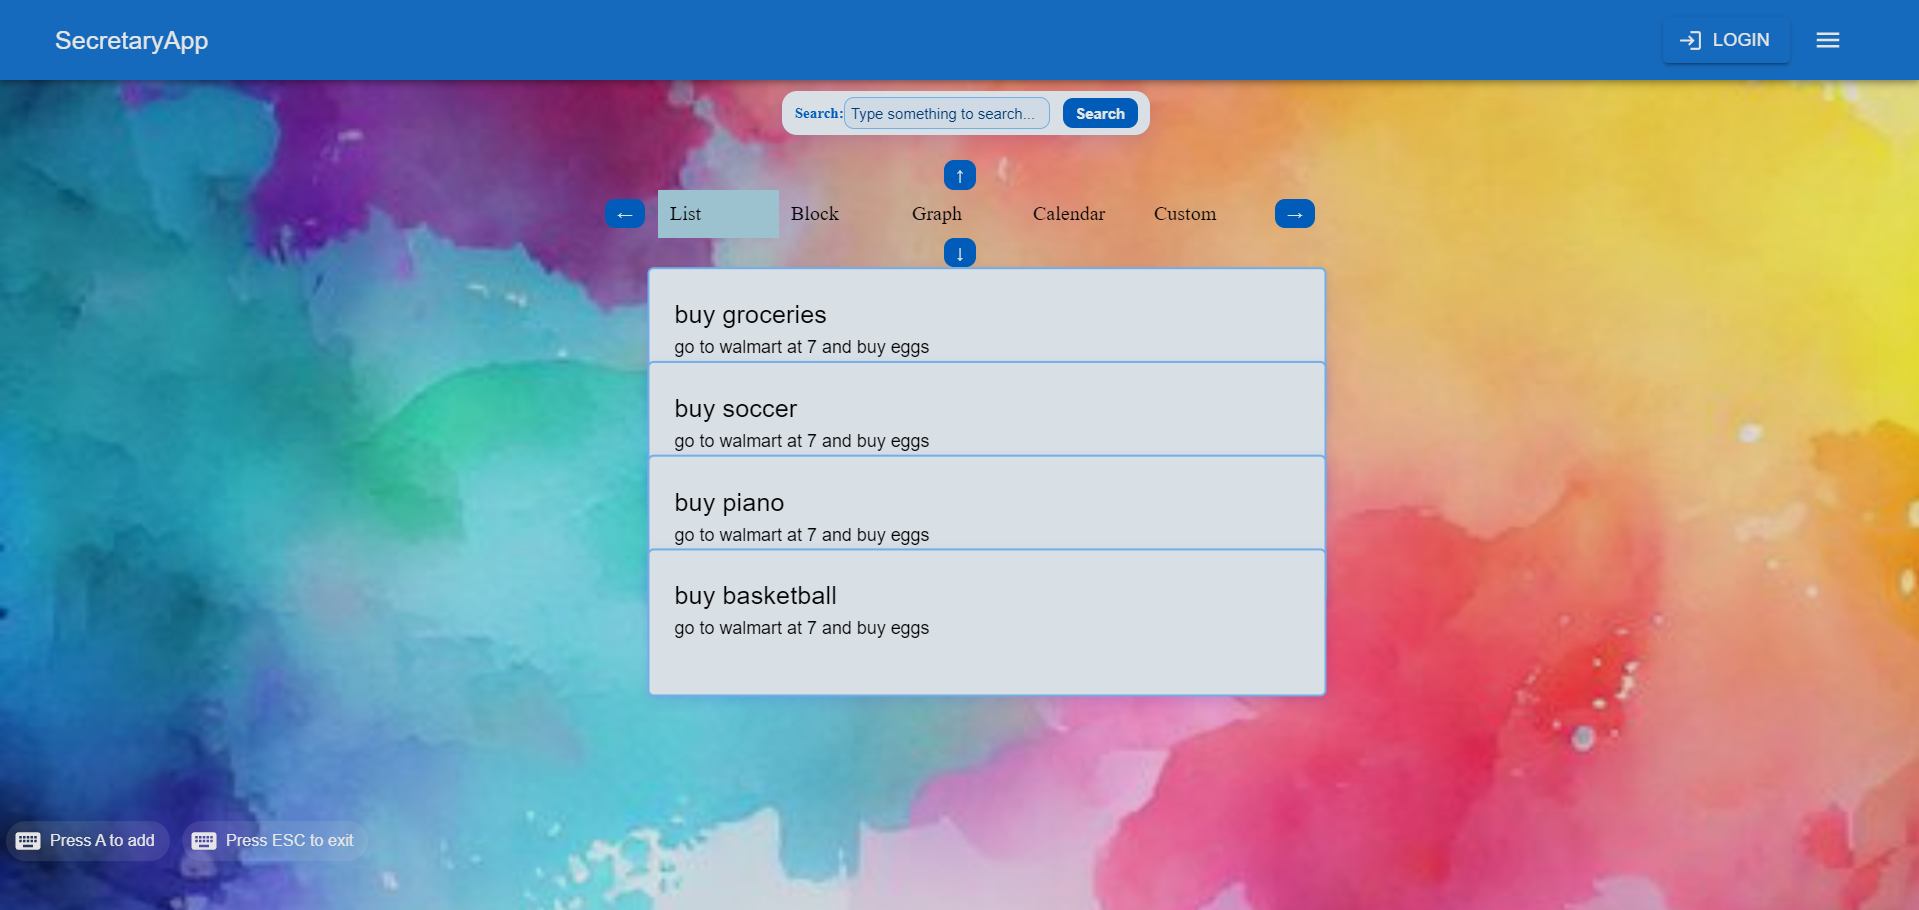 SecretaryApp
LOGIN
Search: Type something to search... Search
↑
← List Block Graph Calendar Custom →
↓
buy groceries
go to walmart at 7 and buy eggs
buy soccer
go to walmart at 7 and buy eggs
buy piano
go to walmart at 7 and buy eggs
buy basketball
go to walmart at 7 and buy eggs
Press A to add Press ESC to exit